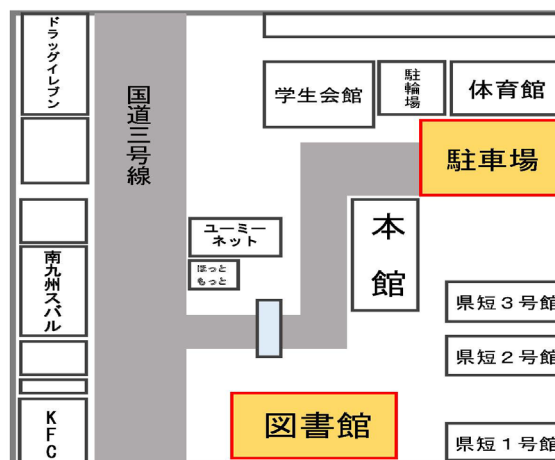 ドラッグイレブン
国道三号線
学生会館
駐輪場
体育館
駐車場
本館
ユーミー
ネット
ほっと
もっと
南九州スバル
県短3号館
県短2号館
図書館
県短1号館
KFC